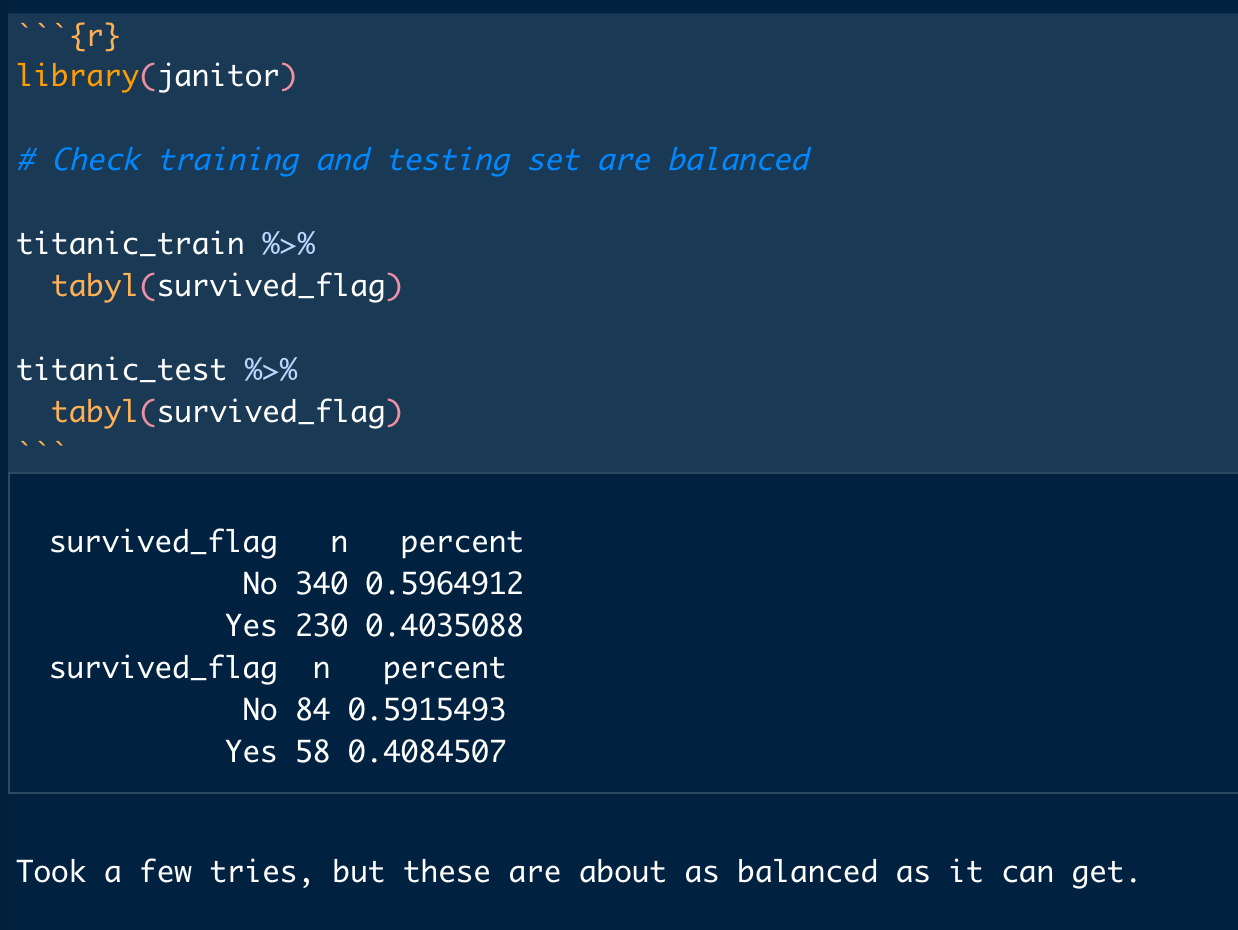 ```{r}
library(janitor)
# Check training and testing set are balanced
titanic_train %>%
  tabyl(survived_flag)
titanic_test %>%
  tabyl(survived_flag)
```
survived_flag   n   percent
           No 340 0.5964912
          Yes 230 0.4035088
survived_flag  n   percent
           No 84 0.5915493
          Yes 58 0.4084507
Took a few tries, but these are about as balanced as it can get.